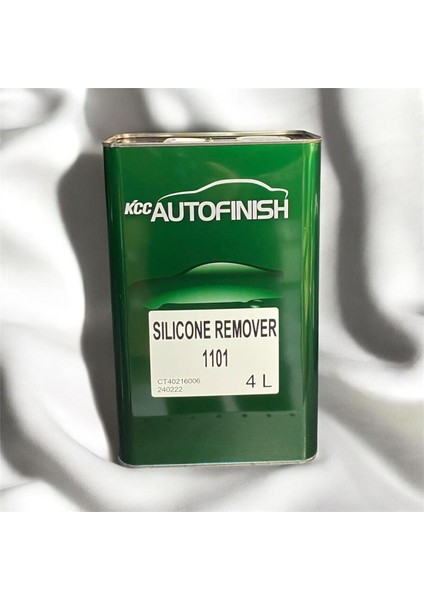 KCC AUTOFINISH
SILICONE REMOVER
1101
CT40216006
240222
4 L